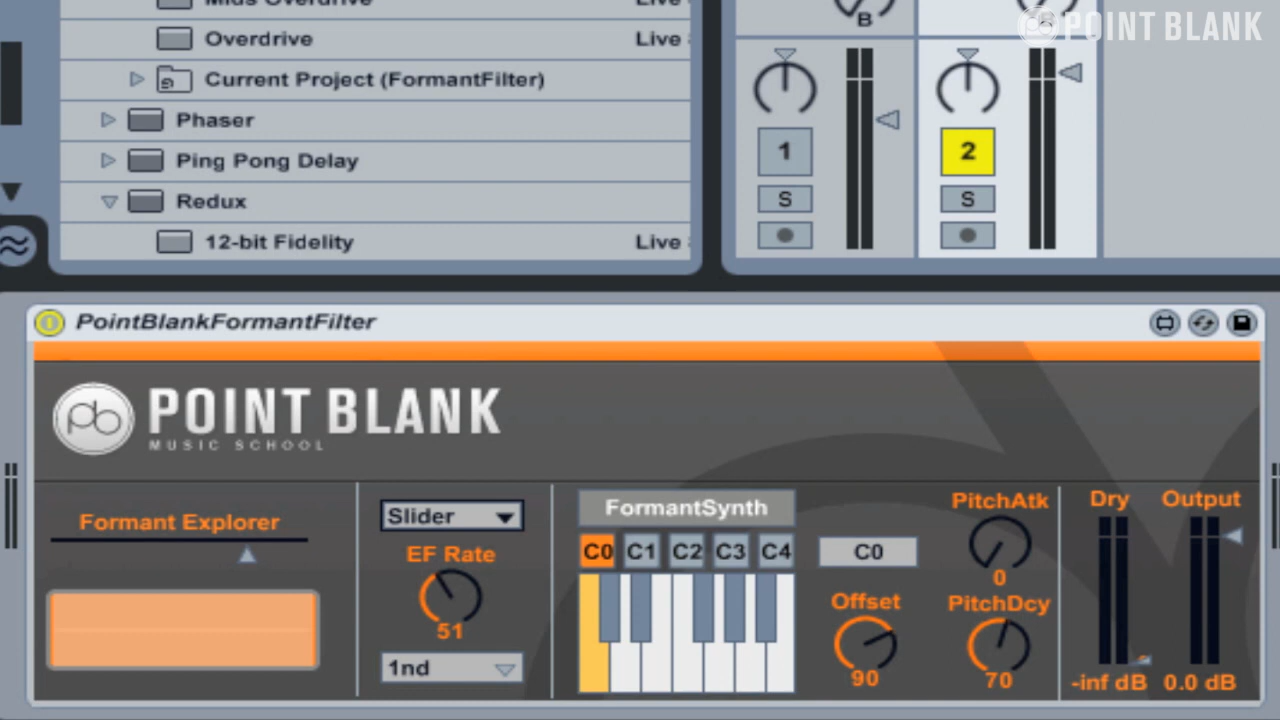 Mids Overdrive Live
B
POINT BLANK
Overdrive Live
Current Project (FormantFilter)
Phaser
1 2
Ping Pong Delay
Redux
S S
12-bit Fidelity Live
PointBlankFormantFilter
pb POINT BLANK
MUSIC SCHOOL
Formant Explorer
Slider
EF Rate
51
1nd
FormantSynth
C0 C1 C2 C3 C4
C0
Offset
90
PitchAtk
0
PitchDcy
70
Dry Output
-inf dB 0.0 dB